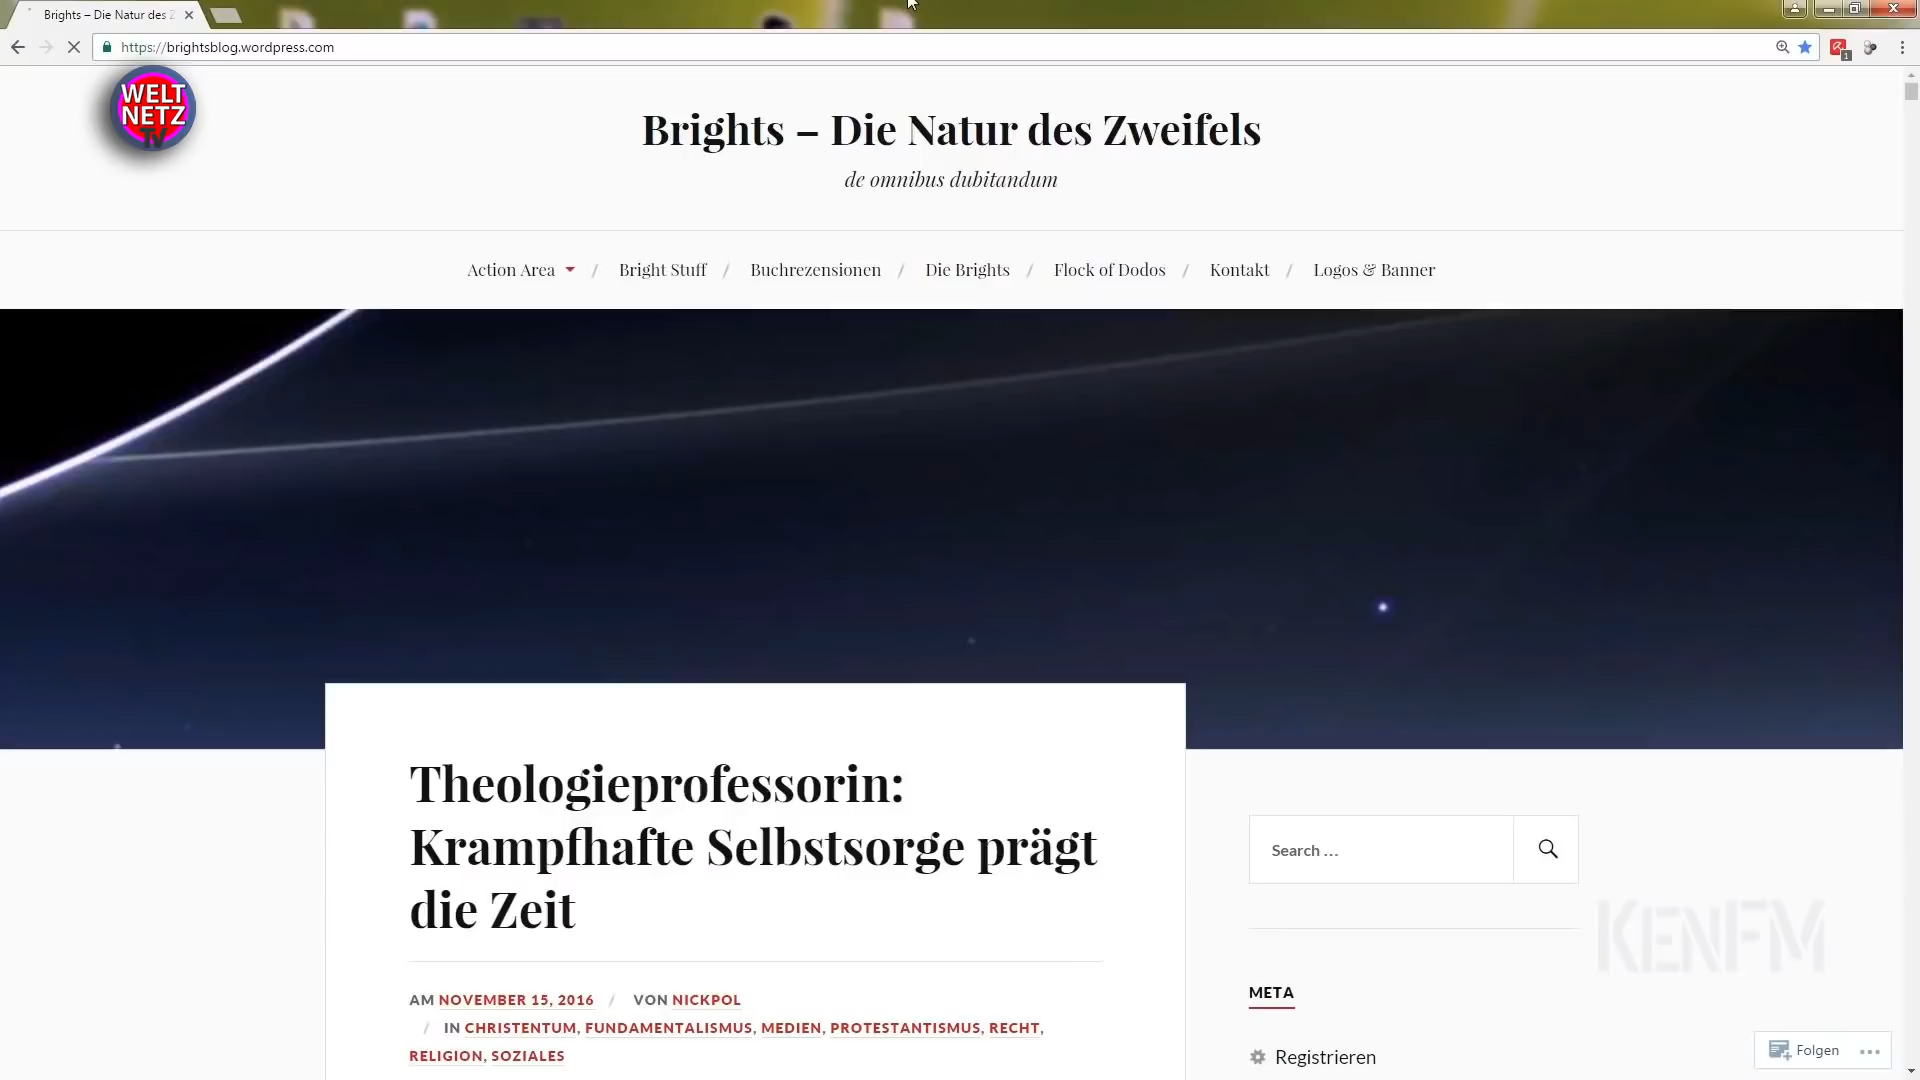 Brights – Die Natur des Z
https://brightsblog.wordpress.com
1
WELT
NETZ
TV
Brights – Die Natur des Zweifels
de omnibus dubitandum
Action Area / Bright Stuff / Buchrezensionen / Die Brights / Flock of Dodos / Kontakt / Logos & Banner
Theologieprofessorin:
Krampfhafte Selbstsorge prägt
die Zeit
AM NOVEMBER 15, 2016 / VON NICKPOL
/ IN CHRISTENTUM, FUNDAMENTALISMUS, MEDIEN, PROTESTANTISMUS, RECHT,
RELIGION, SOZIALES
Search …
KENFM
META
Registrieren
Folgen